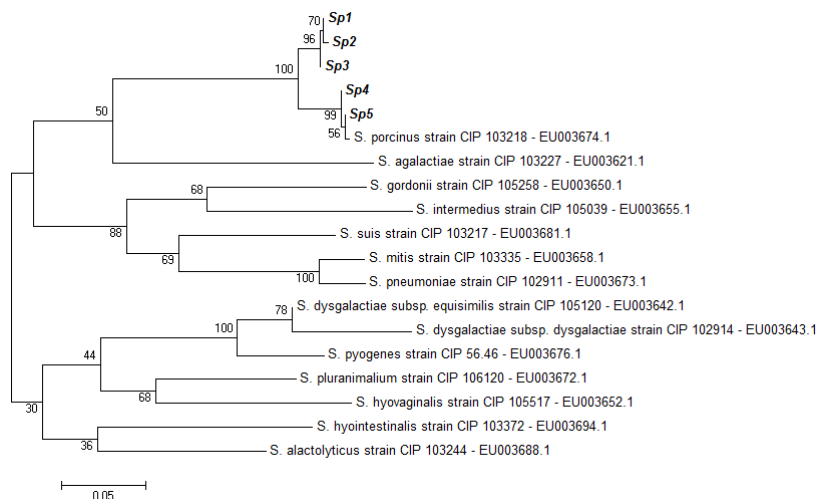 70
Sp1
96
Sp2
Sp3
100
Sp4
50
99
Sp5
56
S. porcinus strain CIP 103218 - EU003674.1
S. agalactiae strain CIP 103227 - EU003621.1
68
S. gordonii strain CIP 105258 - EU003650.1
S. intermedius strain CIP 105039 - EU003655.1
88
S. suis strain CIP 103217 - EU003681.1
69
S. mitis strain CIP 103335 - EU003658.1
100
S. pneumoniae strain CIP 102911 - EU003673.1
S. dysgalactiae subsp. equisimilis strain CIP 105120 - EU003642.1
78
100
S. dysgalactiae subsp. dysgalactiae strain CIP 102914 - EU003643.1
44
S. pyogenes strain CIP 56.46 - EU003676.1
S. pluranimalium strain CIP 106120 - EU003672.1
68
S. hyovaginalis strain CIP 105517 - EU003652.1
30
S. hyointestinalis strain CIP 103372 - EU003694.1
36
S. alactolyticus strain CIP 103244 - EU003688.1
0.05